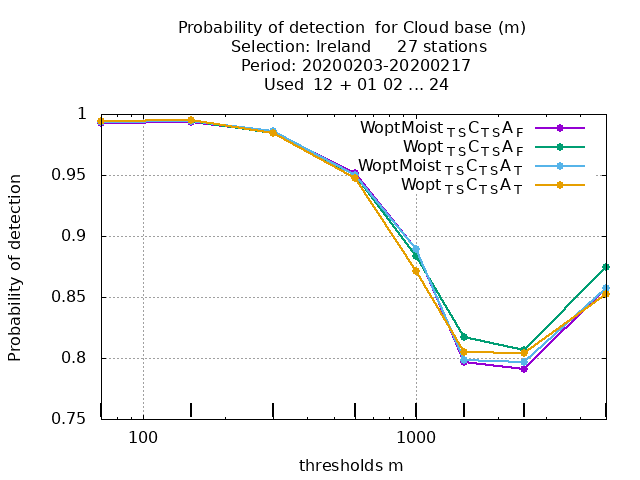 Probability of detection for Cloud base (m)
Selection: Ireland 27 stations
Period: 20200203-20200217
Used 12 + 01 02 ... 24
WoptMoist TS C TS A F
Wopt TS C TS A F
WoptMoist TS C TS A T
Wopt TS C TS A T
1
0.95
0.9
0.85
0.8
0.75
Probability of detection
100 1000
thresholds m